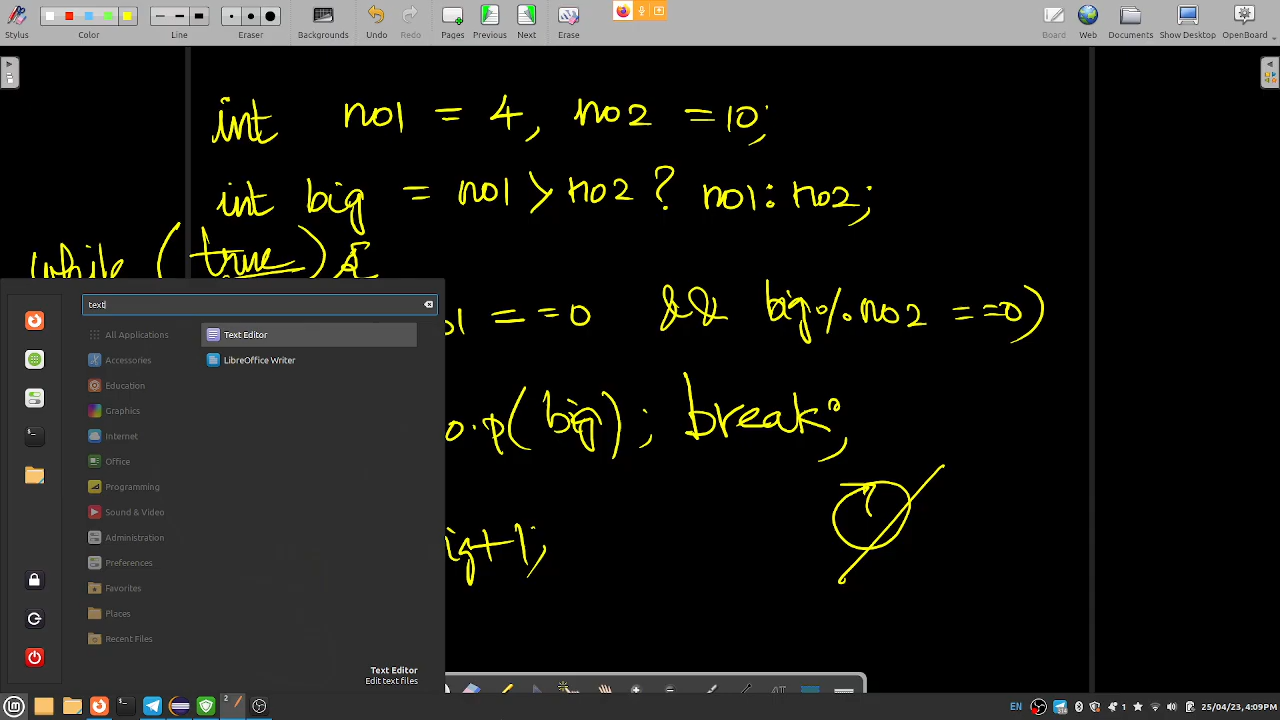 Stylus Color Line Eraser Backgrounds Undo Redo Pages Previous Next Erase Board Web Documents Show Desktop OpenBoard
int no1 = 4, no2 = 10;
int big = no1 > no2 ? no1 : no2;
while (true) {
1 == 0 && big % no2 == 0)
o.p(big); break;
ig+1;
text
All Applications
Accessories
Education
Graphics
Internet
Office
Programming
Sound & Video
Administration
Preferences
Favorites
Places
Recent Files
Text Editor
LibreOffice Writer
Text Editor
Edit text files
EN 25/04/23, 4:09PM